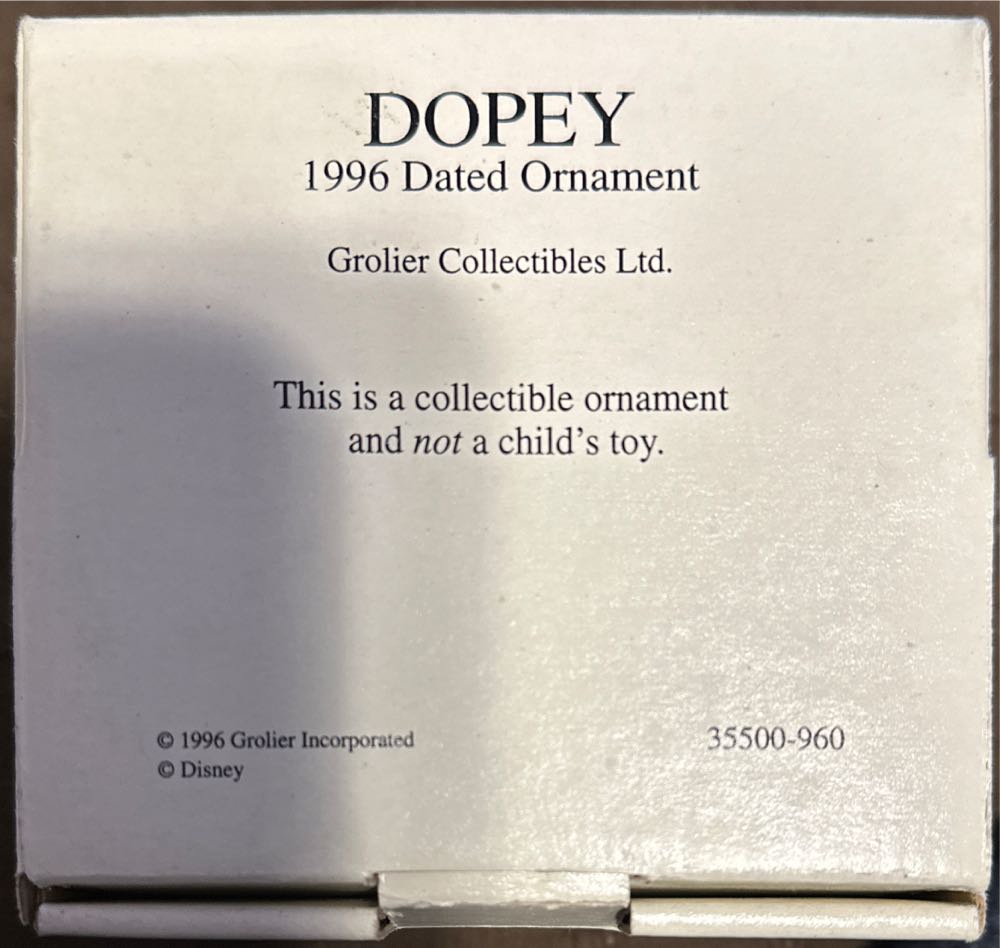 DOPEY
1996 Dated Ornament
Grolier Collectibles Ltd.
This is a collectible ornament
and not a child's toy.
© 1996 Grolier Incorporated
© Disney
35500-960